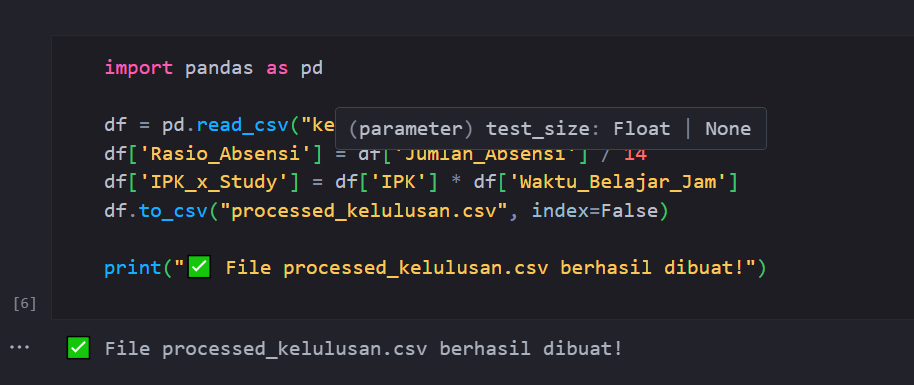 import pandas as pd
df = pd.read_csv("ke
(parameter) test_size: Float | None
df['Rasio_Absensi'] = df['Jumlah_Absensi'] / 14
df['IPK_x_Study'] = df['IPK'] * df['Waktu_Belajar_Jam']
df.to_csv("processed_kelulusan.csv", index=False)
print("✅ File processed_kelulusan.csv berhasil dibuat!")
[6]
... ✅ File processed_kelulusan.csv berhasil dibuat!